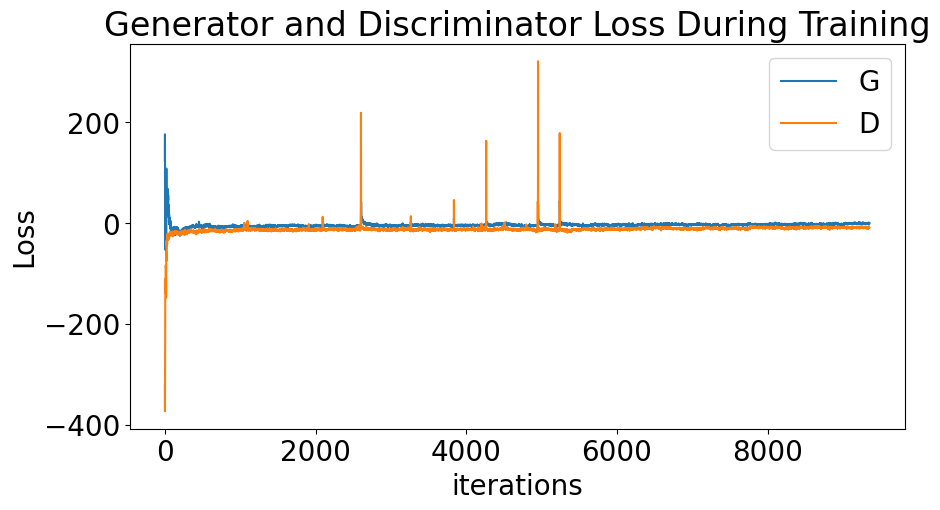 Generator and Discriminator Loss During Training
G
D
200
0
−200
−400
Loss
0 2000 4000 6000 8000
iterations